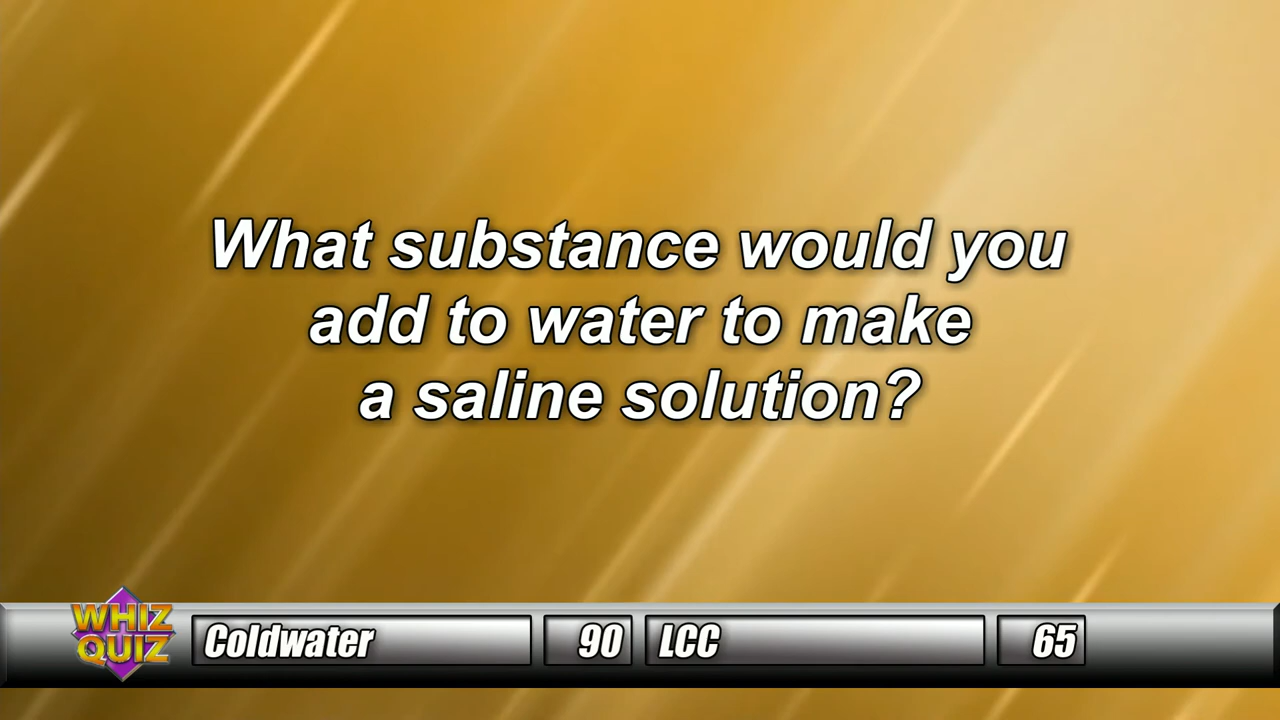 What substance would you
add to water to make
a saline solution?
WHIZ
QUIZ
Coldwater 90 LCC 65